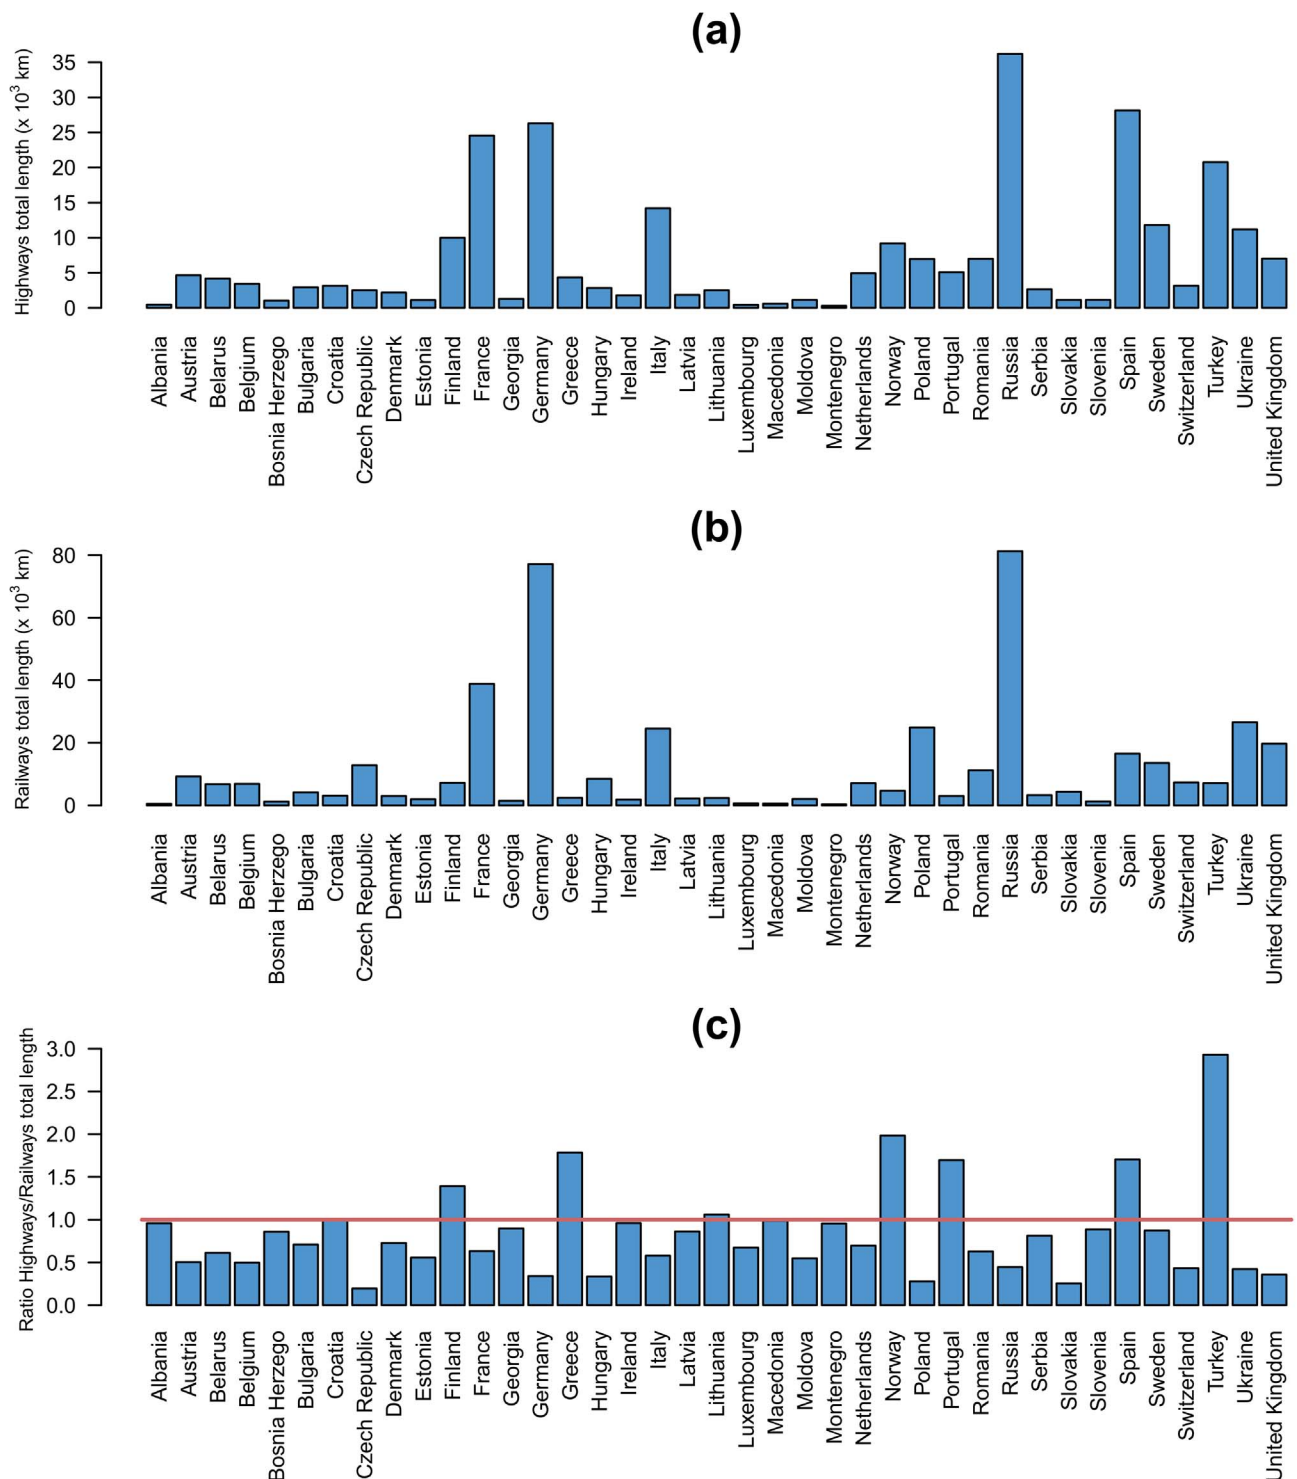 (a)
Highways total length (x 10³ km)
35
30
25
20
15
10
5
0
Albania
Austria
Belarus
Belgium
Bosnia Herzego
Bulgaria
Croatia
Czech Republic
Denmark
Estonia
Finland
France
Georgia
Germany
Greece
Hungary
Ireland
Italy
Latvia
Lithuania
Luxembourg
Macedonia
Moldova
Montenegro
Netherlands
Norway
Poland
Portugal
Romania
Russia
Serbia
Slovakia
Slovenia
Spain
Sweden
Switzerland
Turkey
Ukraine
United Kingdom
(b)
Railways total length (x 10³ km)
80
60
40
20
0
Albania
Austria
Belarus
Belgium
Bosnia Herzego
Bulgaria
Croatia
Czech Republic
Denmark
Estonia
Finland
France
Georgia
Germany
Greece
Hungary
Ireland
Italy
Latvia
Lithuania
Luxembourg
Macedonia
Moldova
Montenegro
Netherlands
Norway
Poland
Portugal
Romania
Russia
Serbia
Slovakia
Slovenia
Spain
Sweden
Switzerland
Turkey
Ukraine
United Kingdom
(c)
Ratio Highways/Railways total length
3.0
2.5
2.0
1.5
1.0
0.5
0.0
Albania
Austria
Belarus
Belgium
Bosnia Herzego
Bulgaria
Croatia
Czech Republic
Denmark
Estonia
Finland
France
Georgia
Germany
Greece
Hungary
Ireland
Italy
Latvia
Lithuania
Luxembourg
Macedonia
Moldova
Montenegro
Netherlands
Norway
Poland
Portugal
Romania
Russia
Serbia
Slovakia
Slovenia
Spain
Sweden
Switzerland
Turkey
Ukraine
United Kingdom